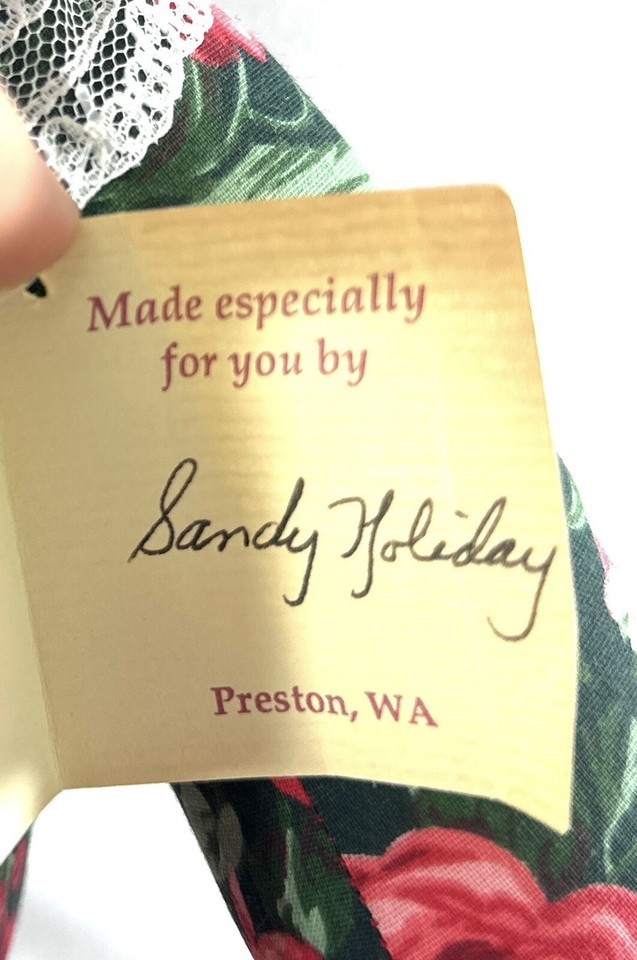 Made especially
for you by
Sandy Holiday
Preston, WA